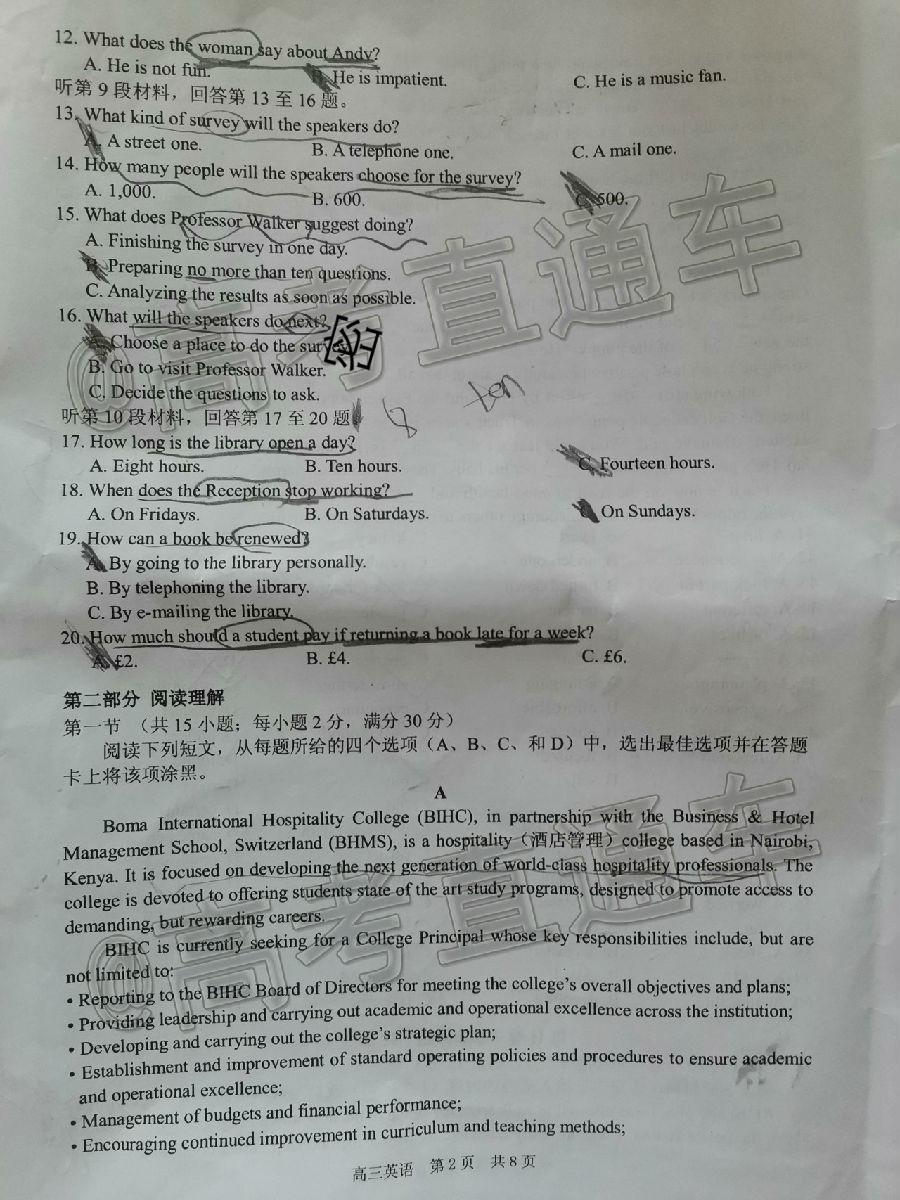 12. What does the woman say about Andy?
A. He is not fun. B. He is impatient. C. He is a music fan.
听第 9 段材料，回答第 13 至 16 题。
13. What kind of survey will the speakers do?
A. A street one. B. A telephone one. C. A mail one.
14. How many people will the speakers choose for the survey?
A. 1,000. B. 600. C. 500.
15. What does Professor Walker suggest doing?
A. Finishing the survey in one day.
B. Preparing no more than ten questions.
C. Analyzing the results as soon as possible.
16. What will the speakers do next?
A. Choose a place to do the survey.
B. Go to visit Professor Walker.
C. Decide the questions to ask.
密
听第 10 段材料，回答第 17 至 20 题。
8 ten
17. How long is the library open a day?
A. Eight hours. B. Ten hours. C. Fourteen hours.
18. When does the Reception stop working?
A. On Fridays. B. On Saturdays. C. On Sundays.
19. How can a book be renewed?
A. By going to the library personally.
B. By telephoning the library.
C. By e-mailing the library.
20. How much should a student pay if returning a book late for a week?
A. £2. B. £4. C. £6.
第二部分 阅读理解
第一节 （共 15 小题；每小题 2 分，满分 30 分）
阅读下列短文，从每题所给的四个选项（A、B、C、和 D）中，选出最佳选项并在答题
卡上将该项涂黑。
A
Boma International Hospitality College (BIHC), in partnership with the Business & Hotel
Management School, Switzerland (BHMS), is a hospitality（酒店管理）college based in Nairobi,
Kenya. It is focused on developing the next generation of world-class hospitality professionals. The
college is devoted to offering students state of the art study programs, designed to promote access to
demanding, but rewarding careers.
BIHC is currently seeking for a College Principal whose key responsibilities include, but are
not limited to:
• Reporting to the BIHC Board of Directors for meeting the college's overall objectives and plans;
• Providing leadership and carrying out academic and operational excellence across the institution;
• Developing and carrying out the college's strategic plan;
• Establishment and improvement of standard operating policies and procedures to ensure academic
and operational excellence;
• Management of budgets and financial performance;
• Encouraging continued improvement in curriculum and teaching methods;
高三英语 第 2 页 共 8 页
@高考直通车
@高考直通车